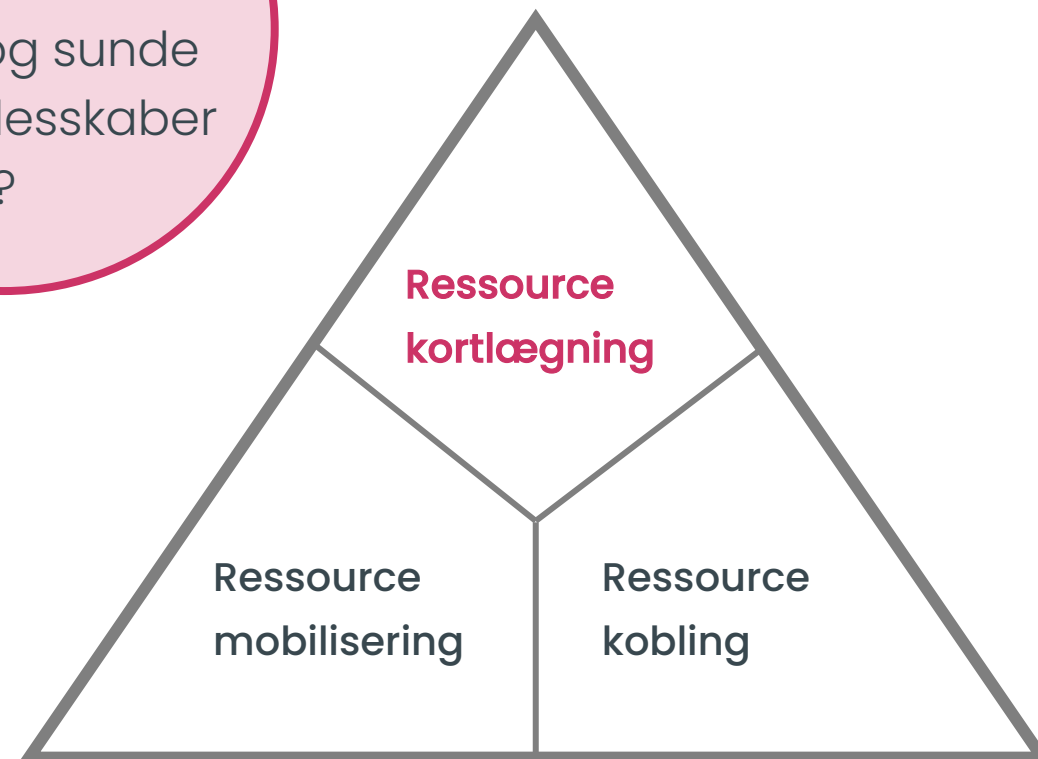 og sunde
lesskaber
?
Ressource
kortlægning
Ressource
mobilisering
Ressource
kobling